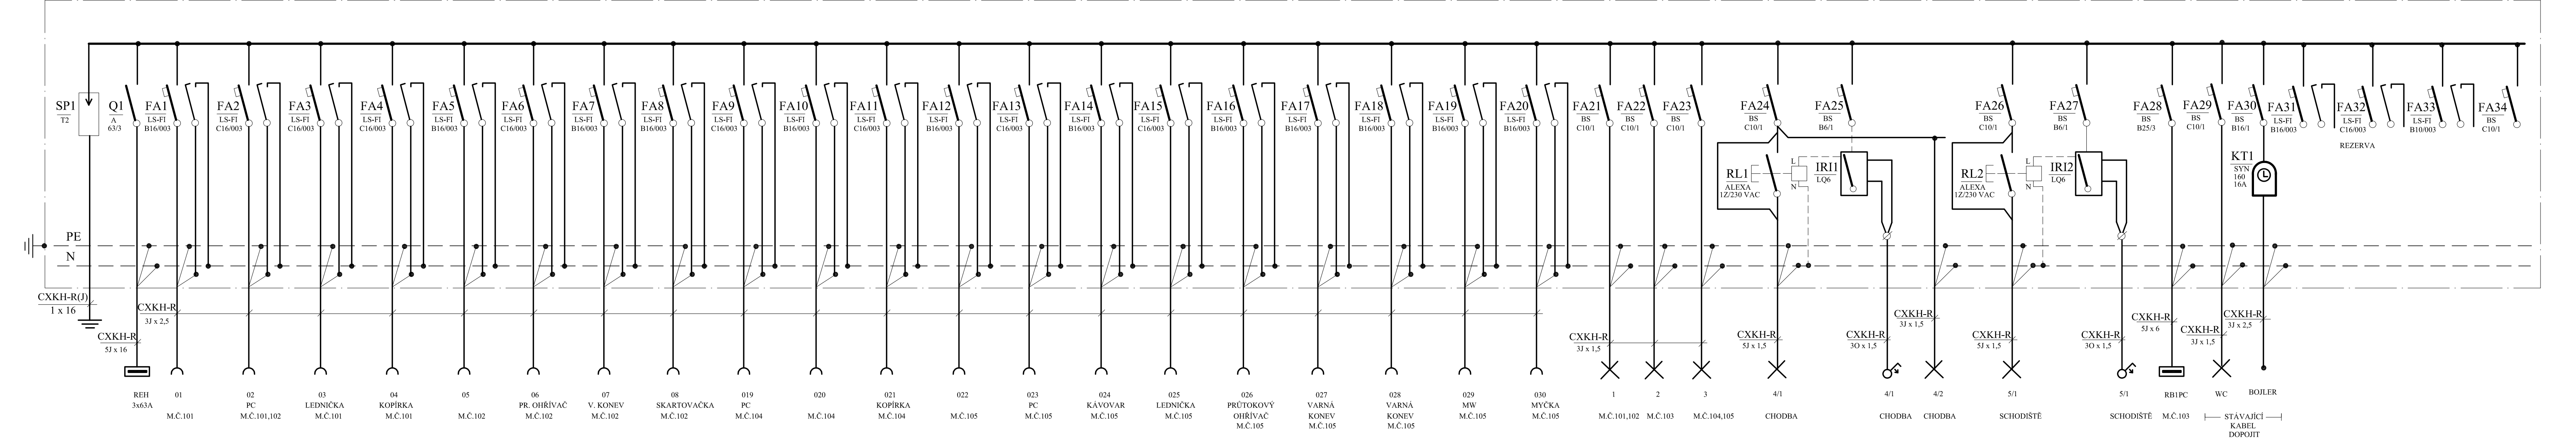 SP1
T2
Q1
A
63/3
FA1
LS-FI
B16/003
FA2
LS-FI
C16/003
FA3
LS-FI
C16/003
FA4
LS-FI
C16/003
FA5
LS-FI
B16/003
FA6
LS-FI
C16/003
FA7
LS-FI
B16/003
FA8
LS-FI
B16/003
FA9
LS-FI
C16/003
FA10
LS-FI
B16/003
FA11
LS-FI
C16/003
FA12
LS-FI
B16/003
FA13
LS-FI
C16/003
FA14
LS-FI
B16/003
FA15
LS-FI
C16/003
FA16
LS-FI
B16/003
FA17
LS-FI
B16/003
FA18
LS-FI
B16/003
FA19
LS-FI
B16/003
FA20
LS-FI
B16/003
FA21
BS
C10/1
FA22
BS
C10/1
FA23
BS
C10/1
FA24
BS
C10/1
FA25
BS
B6/1
FA26
BS
C10/1
FA27
BS
B6/1
FA28
BS
B25/3
FA29
BS
C10/1
FA30
BS
B16/1
FA31
LS-FI
B16/003
FA32
LS-FI
C16/003
FA33
LS-FI
B10/003
FA34
BS
C10/1
REZERVA
RL1
ALEXA
1Z/230 VAC
L
N
IRI1
LQ6
RL2
ALEXA
1Z/230 VAC
L
N
IRI2
LQ6
KT1
SYN
160
16A
PE
N
CXKH-R(J)
1 x 16
CXKH-R
5J x 16
CXKH-R
3J x 2,5
CXKH-R
3J x 1,5
CXKH-R
5J x 1,5
CXKH-R
3O x 1,5
CXKH-R
3J x 1,5
CXKH-R
5J x 1,5
CXKH-R
3O x 1,5
CXKH-R
5J x 6
CXKH-R
3J x 1,5
CXKH-R
3J x 2,5
REH
3x63A
01
M.Č.101
02
PC
M.Č.101,102
03
LEDNIČKA
M.Č.101
04
KOPÍRKA
M.Č.101
05
M.Č.102
06
PR. OHŘÍVAČ
M.Č.102
07
V. KONEV
M.Č.102
08
SKARTOVAČKA
M.Č.102
019
PC
M.Č.104
020
M.Č.104
021
KOPÍRKA
M.Č.104
022
M.Č.105
023
PC
M.Č.105
024
KÁVOVAR
M.Č.105
025
LEDNIČKA
M.Č.105
026
PRŮTOKOVÝ
OHŘÍVAČ
M.Č.105
027
VARNÁ
KONEV
M.Č.105
028
VARNÁ
KONEV
M.Č.105
029
MW
M.Č.105
030
MYČKA
M.Č.105
1
M.Č.101,102
2
M.Č.103
3
M.Č.104,105
4/1
CHODBA
4/1
CHODBA
4/2
CHODBA
5/1
SCHODIŠTĚ
5/1
SCHODIŠTĚ
RB1PC
M.Č.103
WC
BOJLER
STÁVAJÍCÍ
KABEL
DOPOJIT